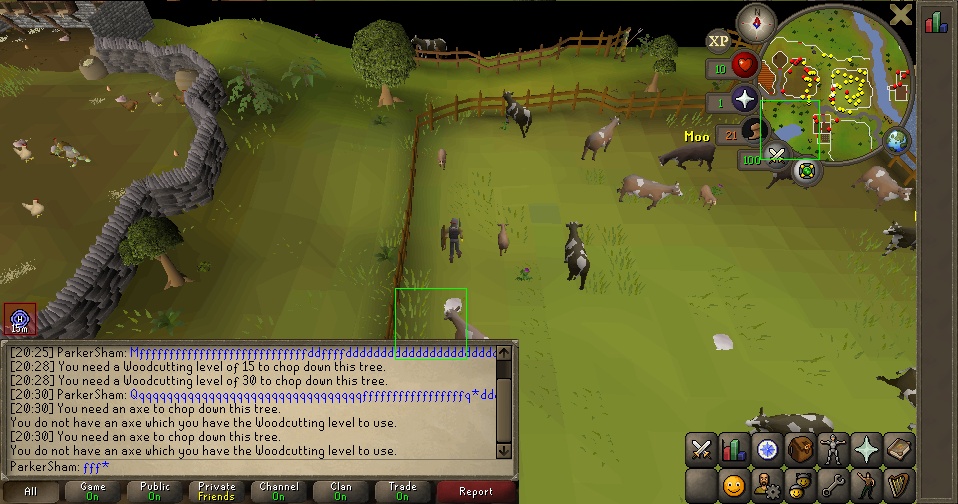 N
XP
10
1
Moo
21
100
15m
[20:25] ParkerSham: Mfffffffffffffffffffffffffffffddffffdddddddddddddddddddddddddd
[20:28] You need a Woodcutting level of 15 to chop down this tree.
[20:28] You need a Woodcutting level of 30 to chop down this tree.
[20:30] ParkerSham: Qqqqqqqqqqqqqqqqqqqqqqqqqqqqqqqqqfffffffffffffffffq*dd
[20:30] You need an axe to chop down this tree.
You do not have an axe which you have the Woodcutting level to use.
[20:30] You need an axe to chop down this tree.
You do not have an axe which you have the Woodcutting level to use.
ParkerSham: fff*
All
Game
On
Public
On
Private
Friends
Channel
On
Clan
On
Trade
On
Report